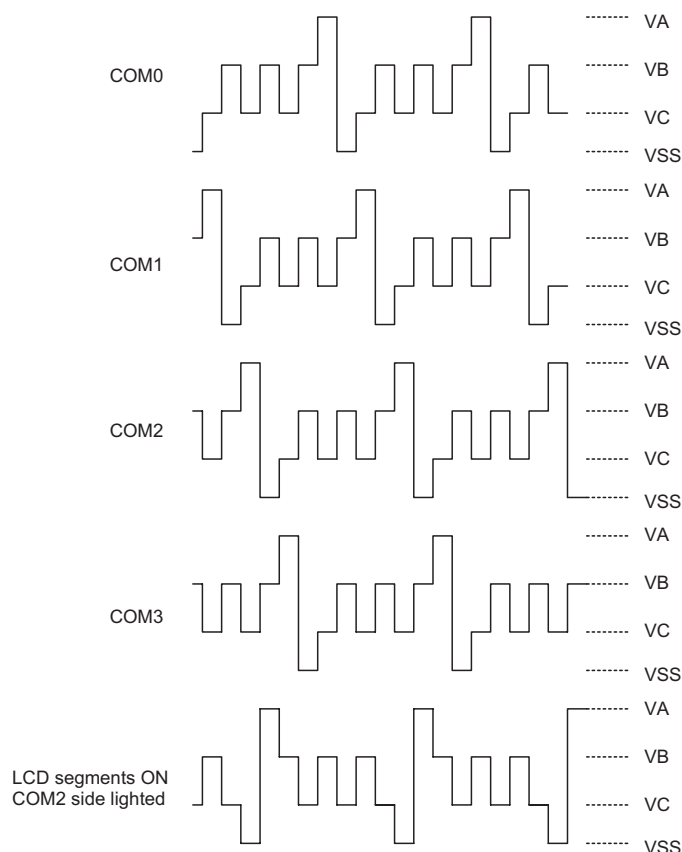 VA
COM0
VB
VC
VSS
VA
VB
COM1
VC
VSS
VA
VB
COM2
VC
VSS
VA
VB
COM3
VC
VSS
VA
VB
LCD segments ON
COM2 side lighted
VC
VSS